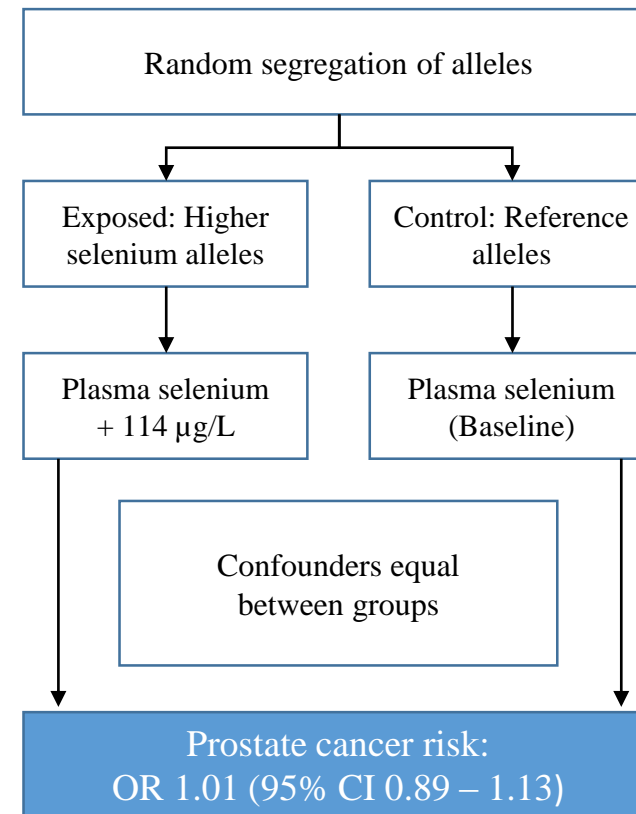 Random segregation of alleles
Exposed: Higher
selenium alleles
Control: Reference
alleles
Plasma selenium
+ 114 µg/L
Plasma selenium
(Baseline)
Confounders equal
between groups
Prostate cancer risk:
OR 1.01 (95% CI 0.89 – 1.13)